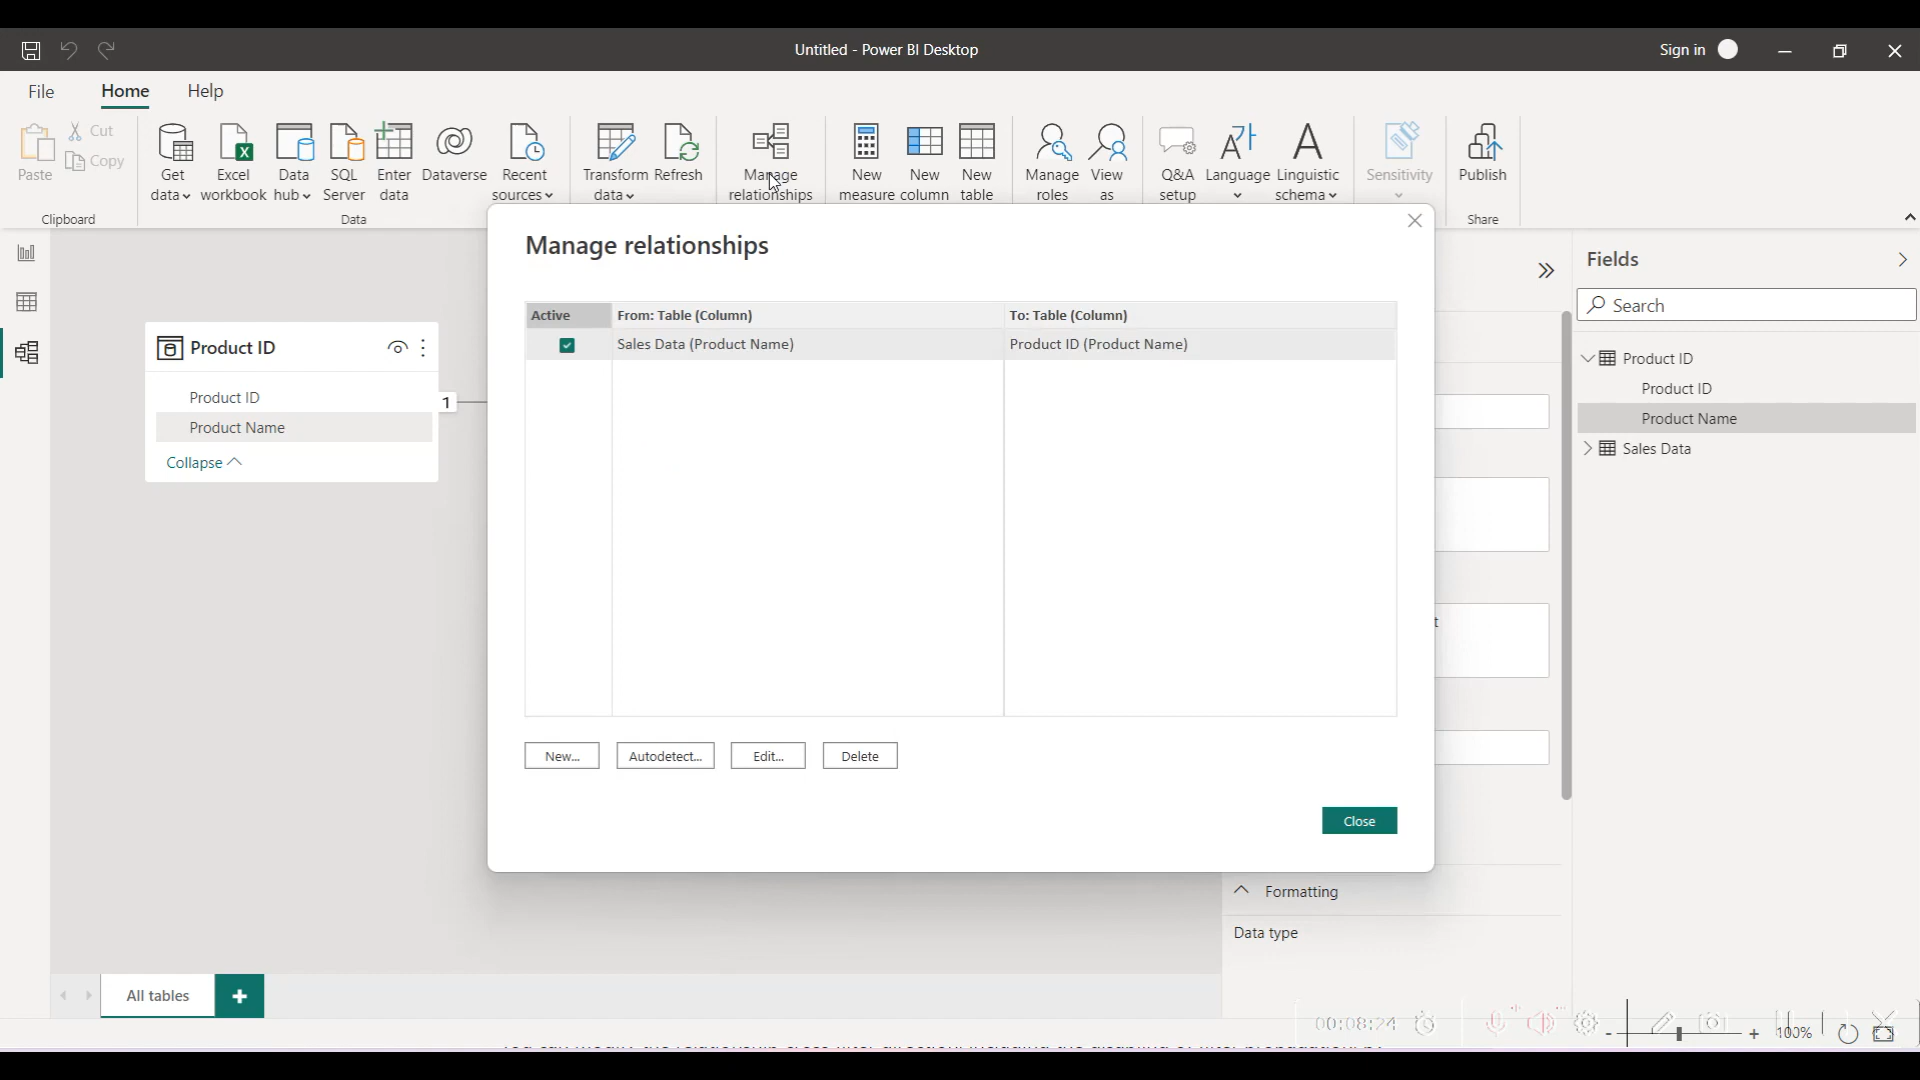 Untitled - Power BI Desktop
Sign in
File Home Help
Paste
Cut
Copy
Clipboard
Get data
Excel workbook
Data hub
SQL Server
Enter data
Dataverse
Recent sources
Data
Transform data
Refresh
Manage relationships
New measure
New column
New table
Manage roles
View as
Q&A setup
Language
Linguistic schema
Sensitivity
Publish
Share
Product ID
Product ID
Product Name
Collapse
1
Manage relationships
Active From: Table (Column) To: Table (Column)
Sales Data (Product Name) Product ID (Product Name)
New... Autodetect... Edit... Delete
Close
t
Formatting
Data type
Fields
Search
Product ID
Product ID
Product Name
Sales Data
All tables
00:08:24
- + 100%